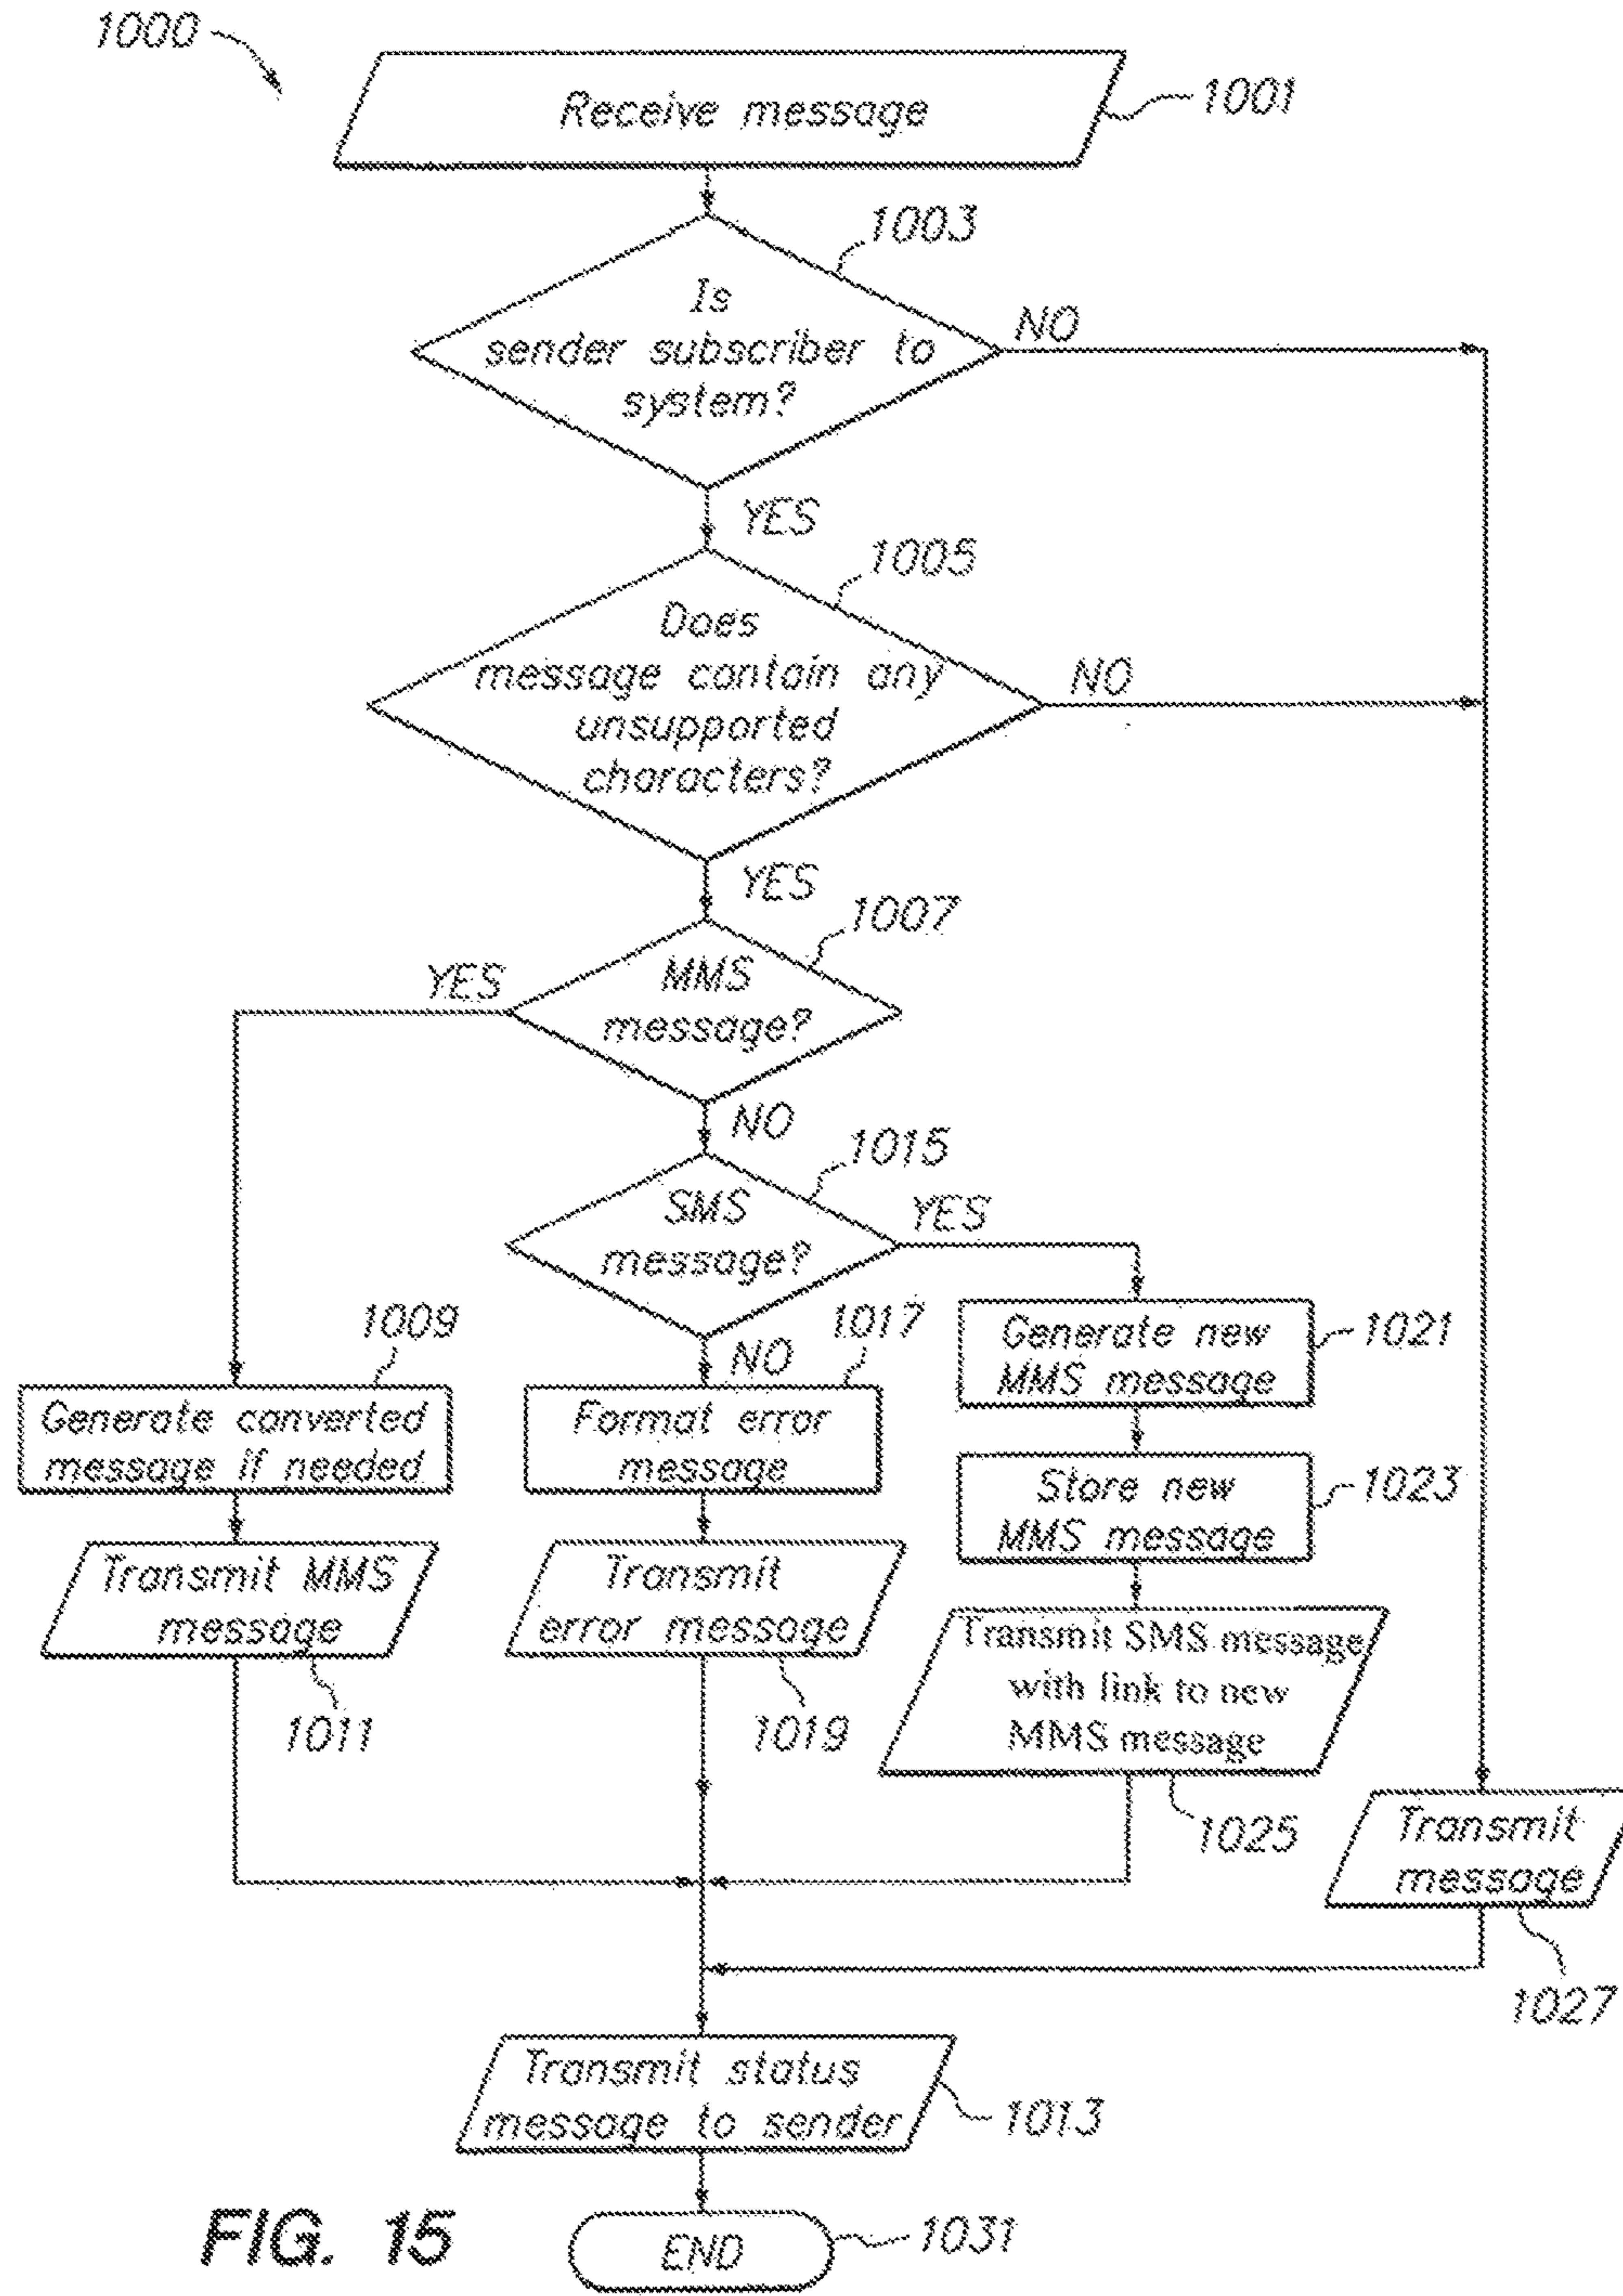 1000
Receive message
1001
1003
Is
sender subscriber to
system?
NO
YES
1005
Does
message contain any
unsupported
characters?
NO
YES
1007
MMS
message?
YES
NO
1015
SMS
message?
YES
NO
1009
Generate converted
message if needed
1017
Format error
message
Generate new
MMS message
1021
Store new
MMS message
1023
Transmit MMS
message
1011
Transmit
error message
1019
Transmit SMS message
with link to new
MMS message
1025
Transmit
message
1027
Transmit status
message to sender
1013
END
1031
FIG. 15